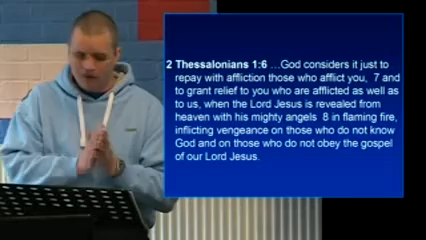 2 Thessalonians 1:6 …God considers it just to
repay with affliction those who afflict you, 7 and
to grant relief to you who are afflicted as well as
to us, when the Lord Jesus is revealed from
heaven with his mighty angels 8 in flaming fire,
inflicting vengeance on those who do not know
God and on those who do not obey the gospel
of our Lord Jesus.